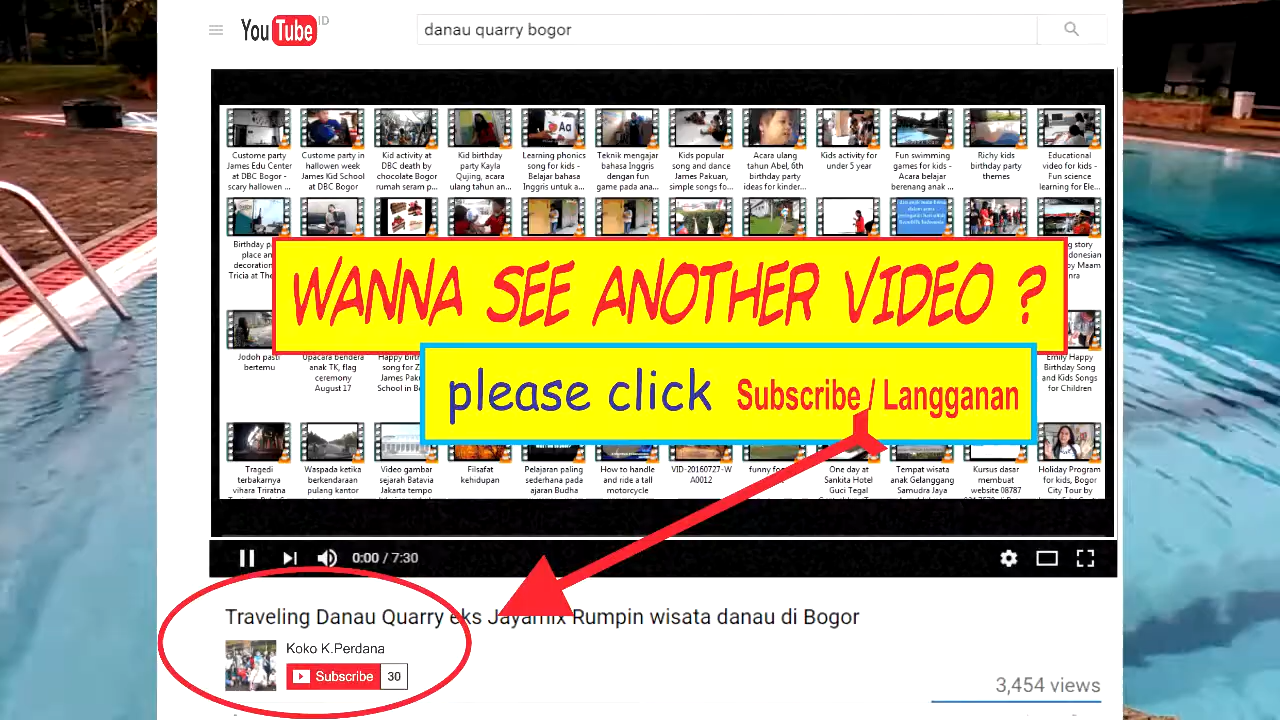 YouTube ID
danau quarry bogor
Custome party Custome party in Kid activity at Kid birthday Learning phonics Teknik mengajar Kids popular Acara ulang Kids activity for Fun swimming Richy kids Educational
James Edu Center halloween week DBC death by party Kayla song for kids - bahasa Inggris song and dance tahun Abel, 6th under 5 year games for kids - birthday party video for kids
at DBC Bogor James Kid School chocolate Bogor Qujing, acara Belajar bahasa dengan fun James Pakuan, birthday party Acara belajar themes - Fun science
- scary hallowen ... at DBC Bogor rumah seram p... ulang tahun an... Inggris untuk a... game pada ana... simple songs fo... ideas for kinder... berenang anak ... learning for Ele...
WANNA SEE ANOTHER VIDEO ?
Jodoh pasti Upacara bendera Emily Happy
bertemu anak TK, flag Birthday Song
ceremony and Kids Songs
August 17 for Children
please click Subscribe / Langganan
Tragedi Waspada ketika Video gambar Filsafat Pelajaran paling How to handle VID-20160727-W One day at Tempat wisata Kursus dasar Holiday Program
terbakarnya berkendaraan sejarah Batavia kehidupan sederhana pada and ride a tall A0012 Sankita Hotel anak Gelanggang membuat for kids, Bogor
vihara Triratna pulang kantor Jakarta tempo ajaran Budha motorcycle Guci Tegal Samudra Jaya website 08787 City Tour by
0:00 / 7:30
Traveling Danau Quarry eks Jayamix Rumpin wisata danau di Bogor
Koko K.Perdana
Subscribe 30
3,454 views